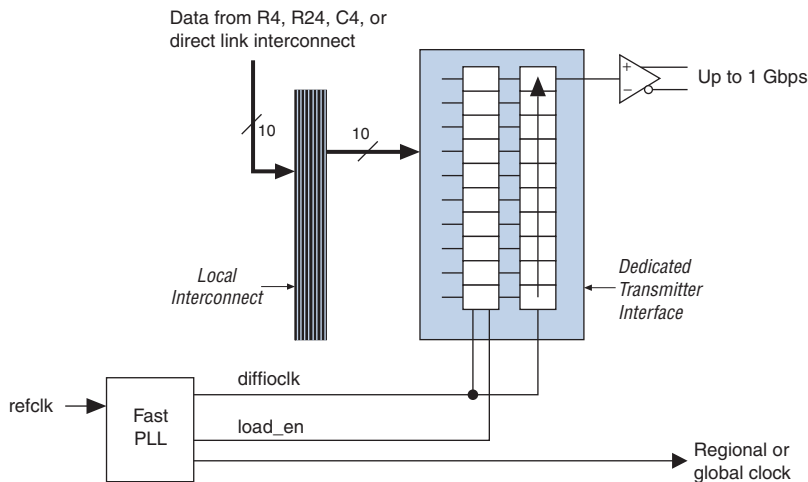 Data from R4, R24, C4, or
direct link interconnect
10
10
+
–
Up to 1 Gbps
Local
Interconnect
Dedicated
Transmitter
Interface
diffioclk
refclk
Fast
PLL
load_en
Regional or
global clock